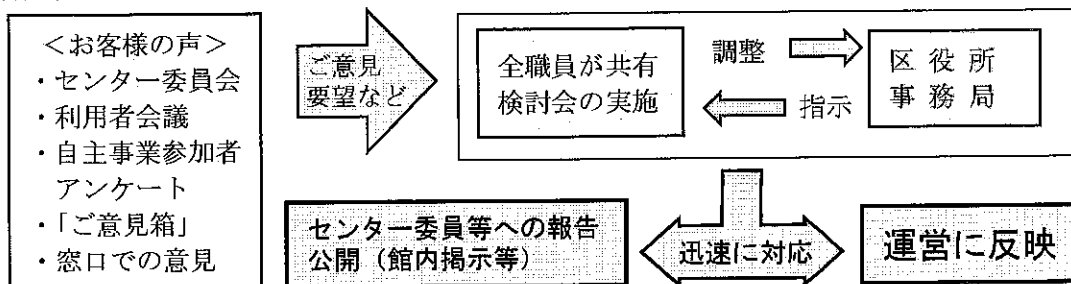 <お客様の声>
・センター委員会
・利用者会議
・自主事業参加者
アンケート
・「ご意見箱」
・窓口での意見
ご意見
要望など
全職員が共有
検討会の実施
調整
指示
区役所
事務局
センター委員等への報告
公開（館内掲示等）
迅速に対応
運営に反映